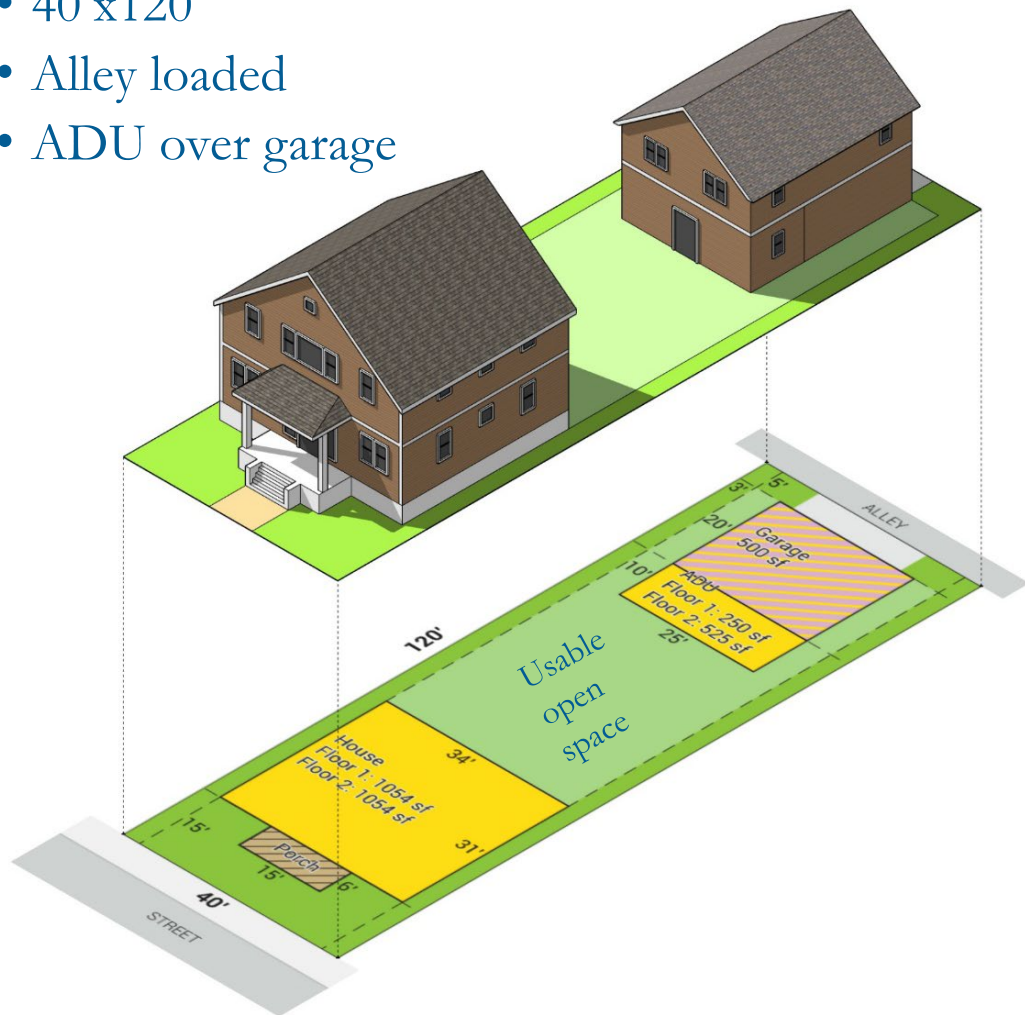 • 40 x120
• Alley loaded
• ADU over garage
3'
5'
ALLEY
20'
Garage
500 sf
10'
ADU
Floor 1: 250 sf
Floor 2: 525 sf
25'
120'
Usable
open
space
House
Floor 1: 1054 sf
Floor 2: 1054 sf
34'
31'
15'
Porch
15'
6'
40'
STREET